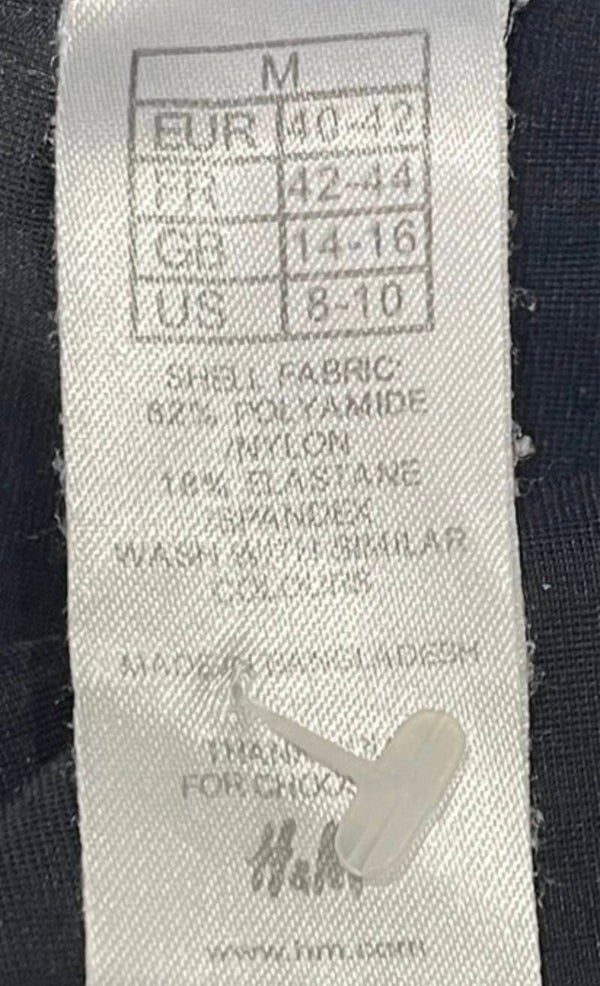 M
EUR 40-42
FR 42-44
GB 14-16
US 8-10
SHELL FABRIC:
82% POLYAMIDE
/NYLON
18% ELASTANE
/SPANDEX
WASH WITH SIMILAR
COLOURS
MADE IN BANGLADESH
FOR
H&M
www.hm.com